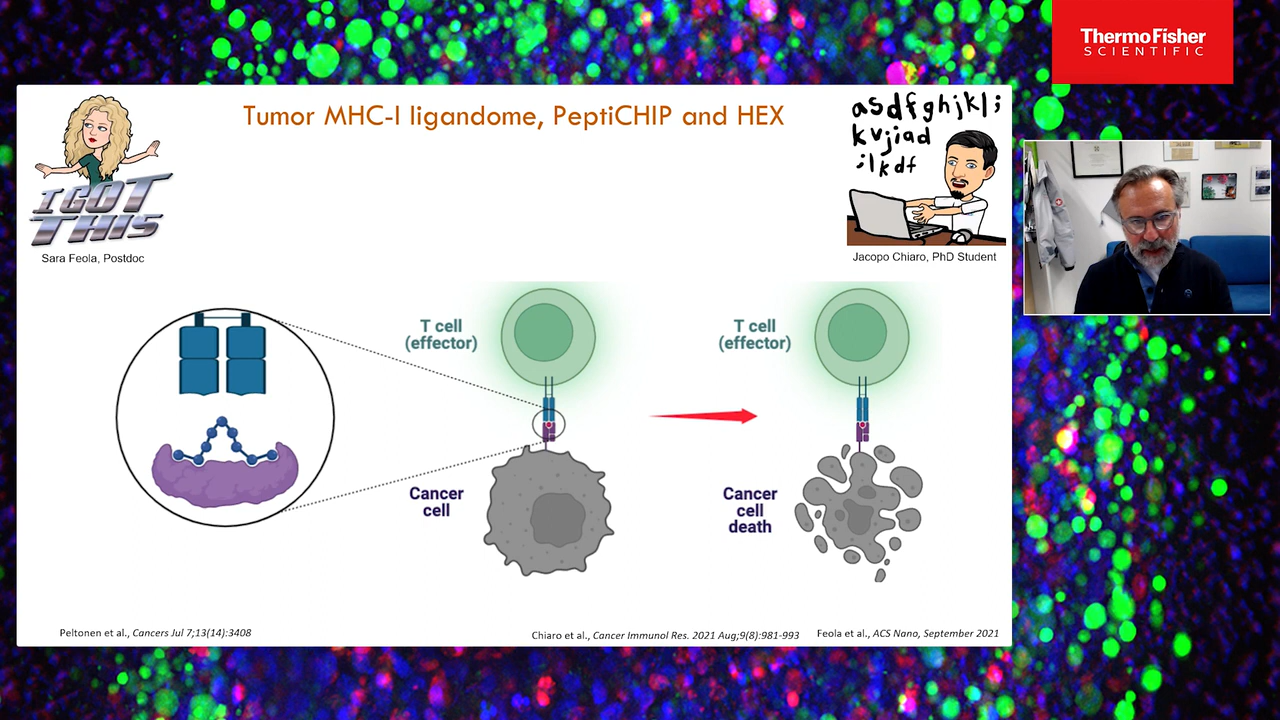 ThermoFisher
SCIENTIFIC
Tumor MHC-I ligandome, PeptiCHIP and HEX
I GOT
THIS
Sara Feola, Postdoc
asdfghjkl;
kvjiad
;lkdf
Jacopo Chiaro, PhD Student
T cell
(effector)
T cell
(effector)
Cancer
cell
Cancer
cell
death
Peltonen et al., Cancers Jul 7;13(14):3408
Chiaro et al., Cancer Immunol Res. 2021 Aug;9(8):981-993
Feola et al., ACS Nano, September 2021